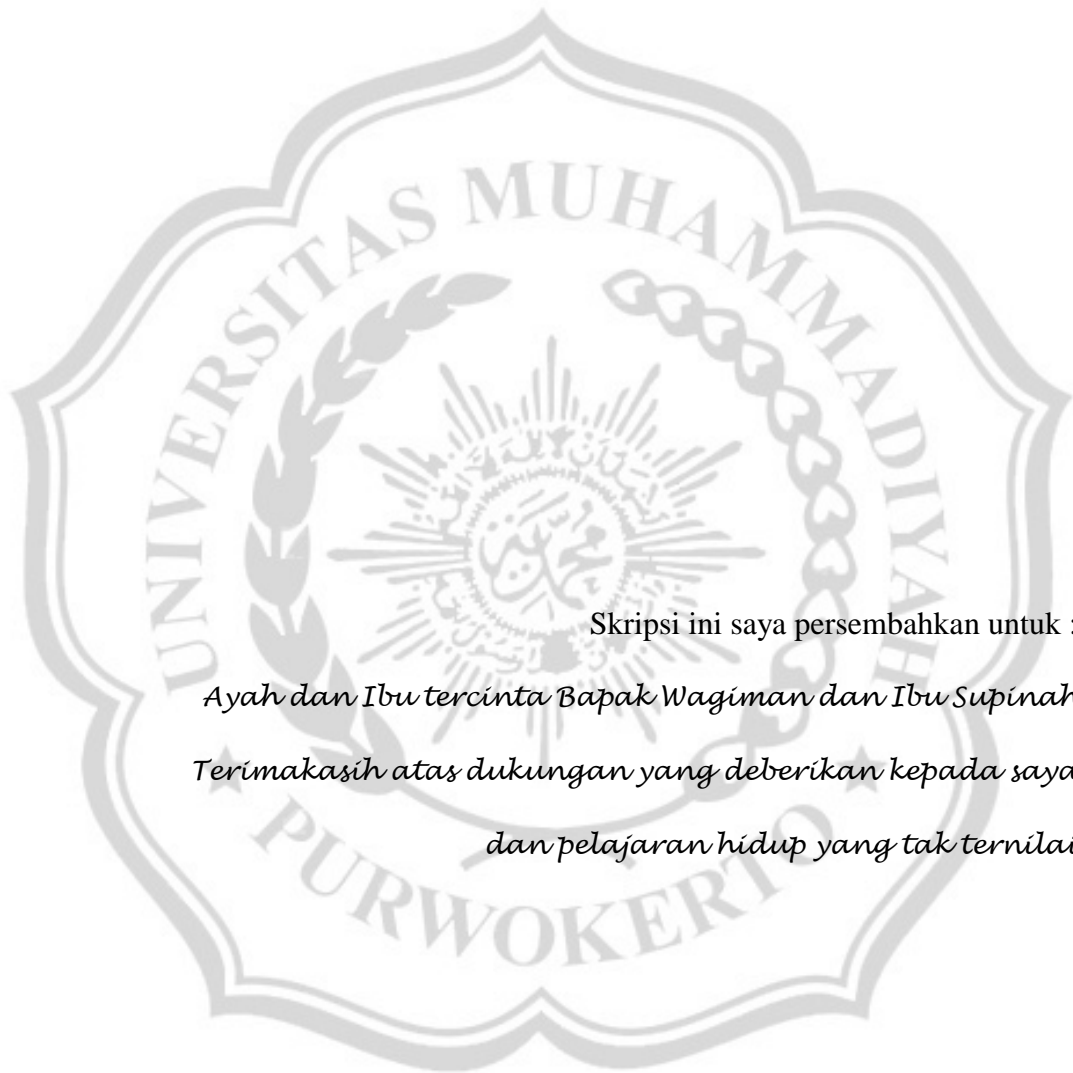 UNIVERSITAS MUHAMMADIYAH
PURWOKERTO
Skripsi ini saya persembahkan untuk :
Ayah dan Ibu tercinta Bapak Wagiman dan Ibu Supinah
Terimakasih atas dukungan yang deberikan kepada saya
dan pelajaran hidup yang tak ternilai